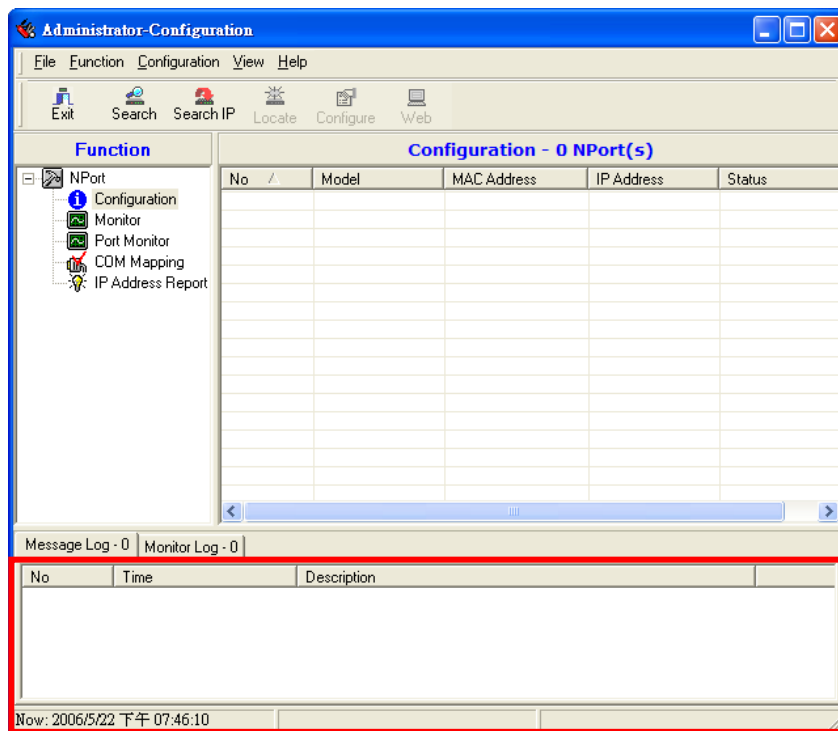 Administrator-Configuration
File Function Configuration View Help
Exit Search Search IP Locate Configure Web
Function
Configuration - 0 NPort(s)
NPort
Configuration
Monitor
Port Monitor
COM Mapping
IP Address Report
No Model MAC Address IP Address Status
Message Log - 0 Monitor Log - 0
No Time Description
Now: 2006/5/22 下午 07:46:10